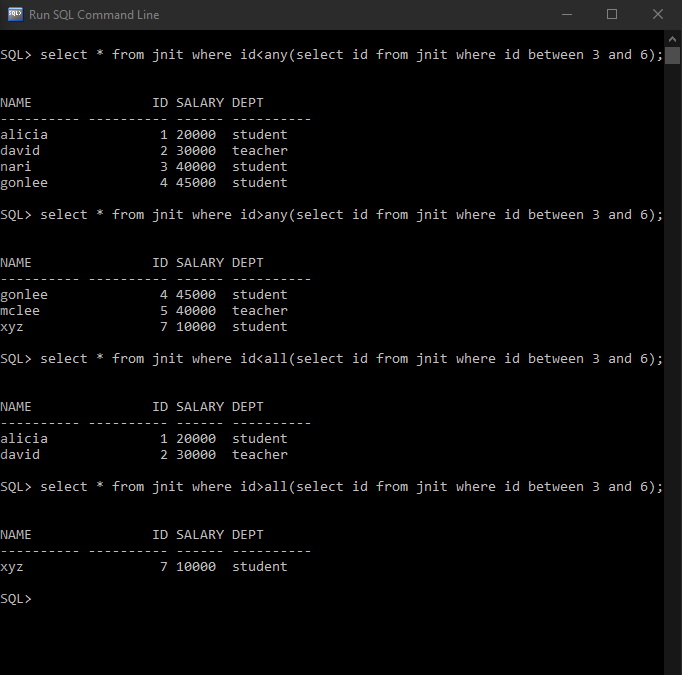 Run SQL Command Line
SQL> select * from jnit where id<any(select id from jnit where id between 3 and 6);
NAME               ID SALARY DEPT
---------- ---------- ------ ----------
alicia              1 20000  student
david               2 30000  teacher
nari                3 40000  student
gonlee              4 45000  student
SQL> select * from jnit where id>any(select id from jnit where id between 3 and 6);
NAME               ID SALARY DEPT
---------- ---------- ------ ----------
gonlee              4 45000  student
mclee               5 40000  teacher
xyz                 7 10000  student
SQL> select * from jnit where id<all(select id from jnit where id between 3 and 6);
NAME               ID SALARY DEPT
---------- ---------- ------ ----------
alicia              1 20000  student
david               2 30000  teacher
SQL> select * from jnit where id>all(select id from jnit where id between 3 and 6);
NAME               ID SALARY DEPT
---------- ---------- ------ ----------
xyz                 7 10000  student
SQL>